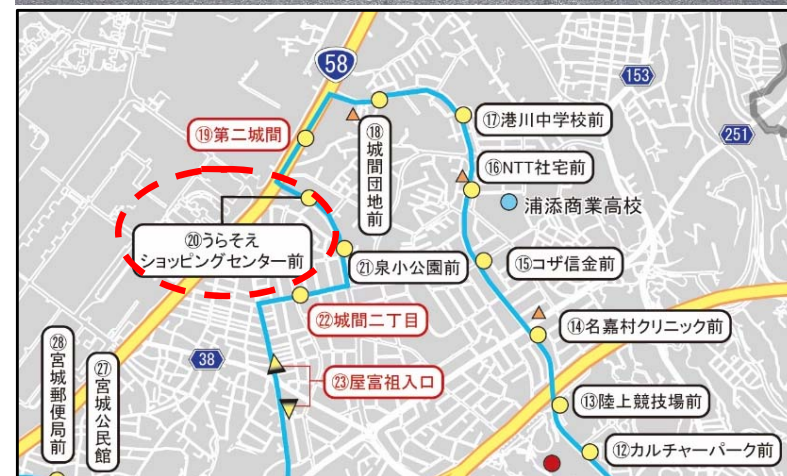 58
153
251
38
⑲第二城間
⑱城間団地前
⑰港川中学校前
⑯NTT社宅前
浦添商業高校
⑳うらそえ
ショッピングセンター前
㉑泉小公園前
⑮コザ信金前
㉒城間二丁目
⑭名嘉村クリニック前
㉓屋富祖入口
⑬陸上競技場前
⑫カルチャーパーク前
㉘宮城郵便局前
㉗宮城公民館